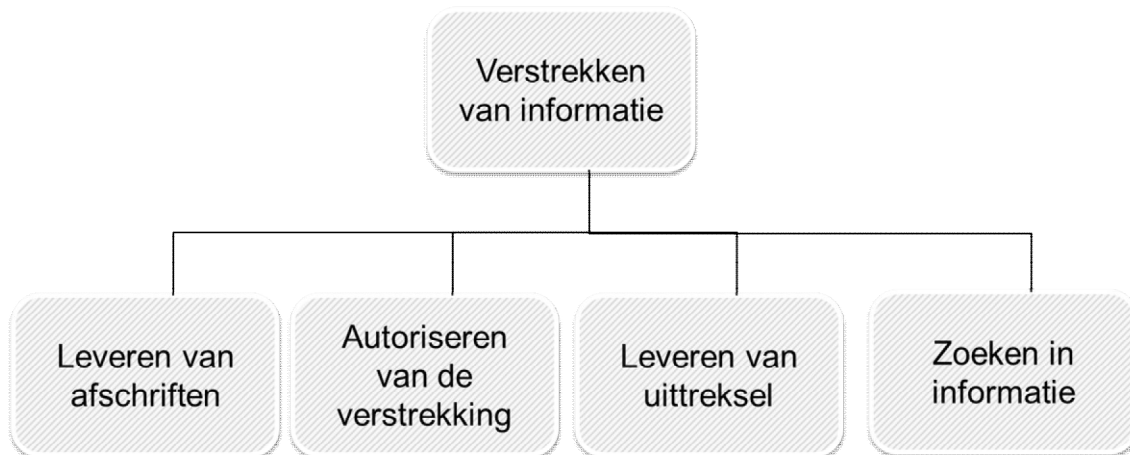 Verstrekken
van informatie
Leveren van
afschriften
Autoriseren
van de
verstrekking
Leveren van
uittreksel
Zoeken in
informatie